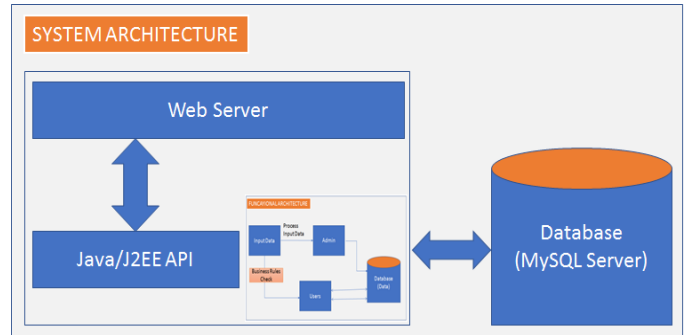 SYSTEM ARCHITECTURE
Web Server
Java/J2EE API
FUNCAHONAL ARCHITECTURE
Process
Input Data
Input Data
Admin
Business Rules
Check
Users
Database
(Data)
Database
(MySQL Server)